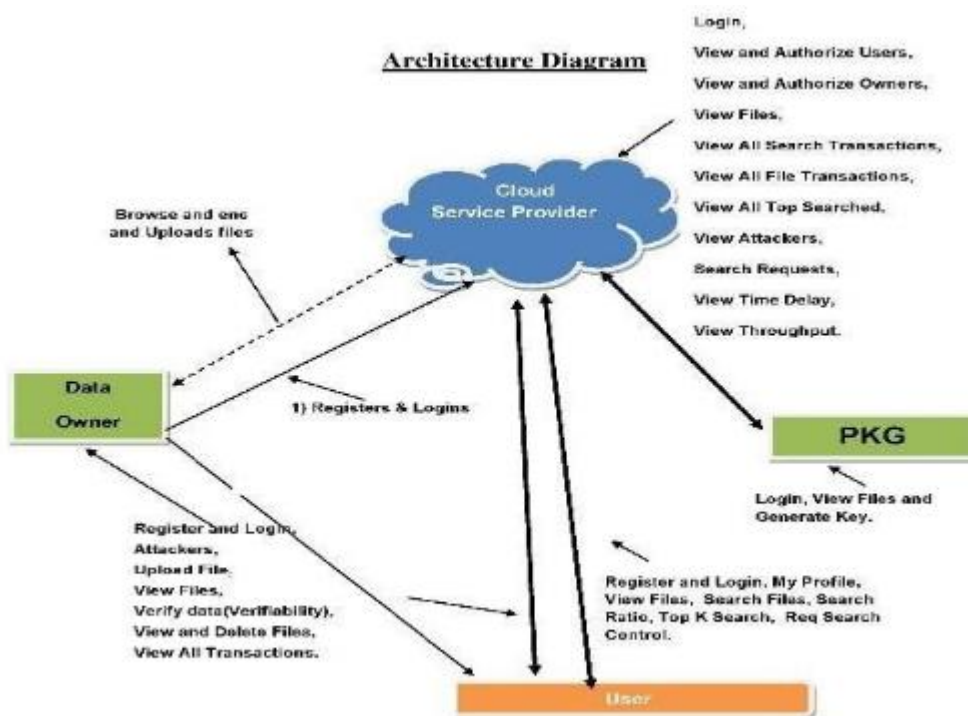 Architecture Diagram
Login,
View and Authorize Users,
View and Authorize Owners,
View Files,
View All Search Transactions,
View All File Transactions,
View All Top Searched,
View Attackers,
Search Requests,
View Time Delay,
View Throughput.
Cloud
Service Provider
Browse and enc
and Uploads files
Data
Owner
1) Registers & Logins
PKG
Login, View Files and
Generate Key.
Register and Login,
Attackers,
Upload File,
View Files,
Verify data(Verifiability),
View and Delete Files,
View All Transactions.
Register and Login, My Profile,
View Files, Search Files, Search
Ratio, Top K Search, Req Search
Control.
User